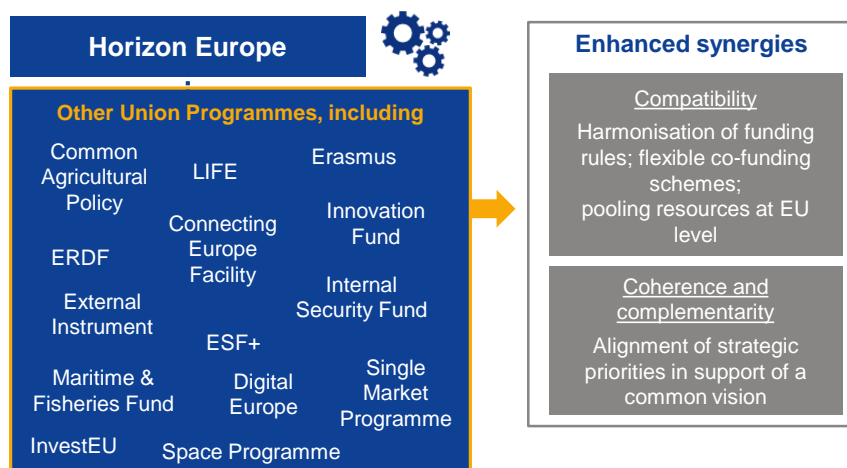 Horizon Europe
Other Union Programmes, including
Common
Agricultural
Policy
LIFE
Erasmus
Connecting
Europe
Facility
Innovation
Fund
ERDF
External
Instrument
Internal
Security Fund
ESF+
Maritime &
Fisheries Fund
Digital
Europe
Single
Market
Programme
InvestEU
Space Programme
Enhanced synergies
Compatibility
Harmonisation of funding
rules; flexible co-funding
schemes;
pooling resources at EU
level
Coherence and
complementarity
Alignment of strategic
priorities in support of a
common vision